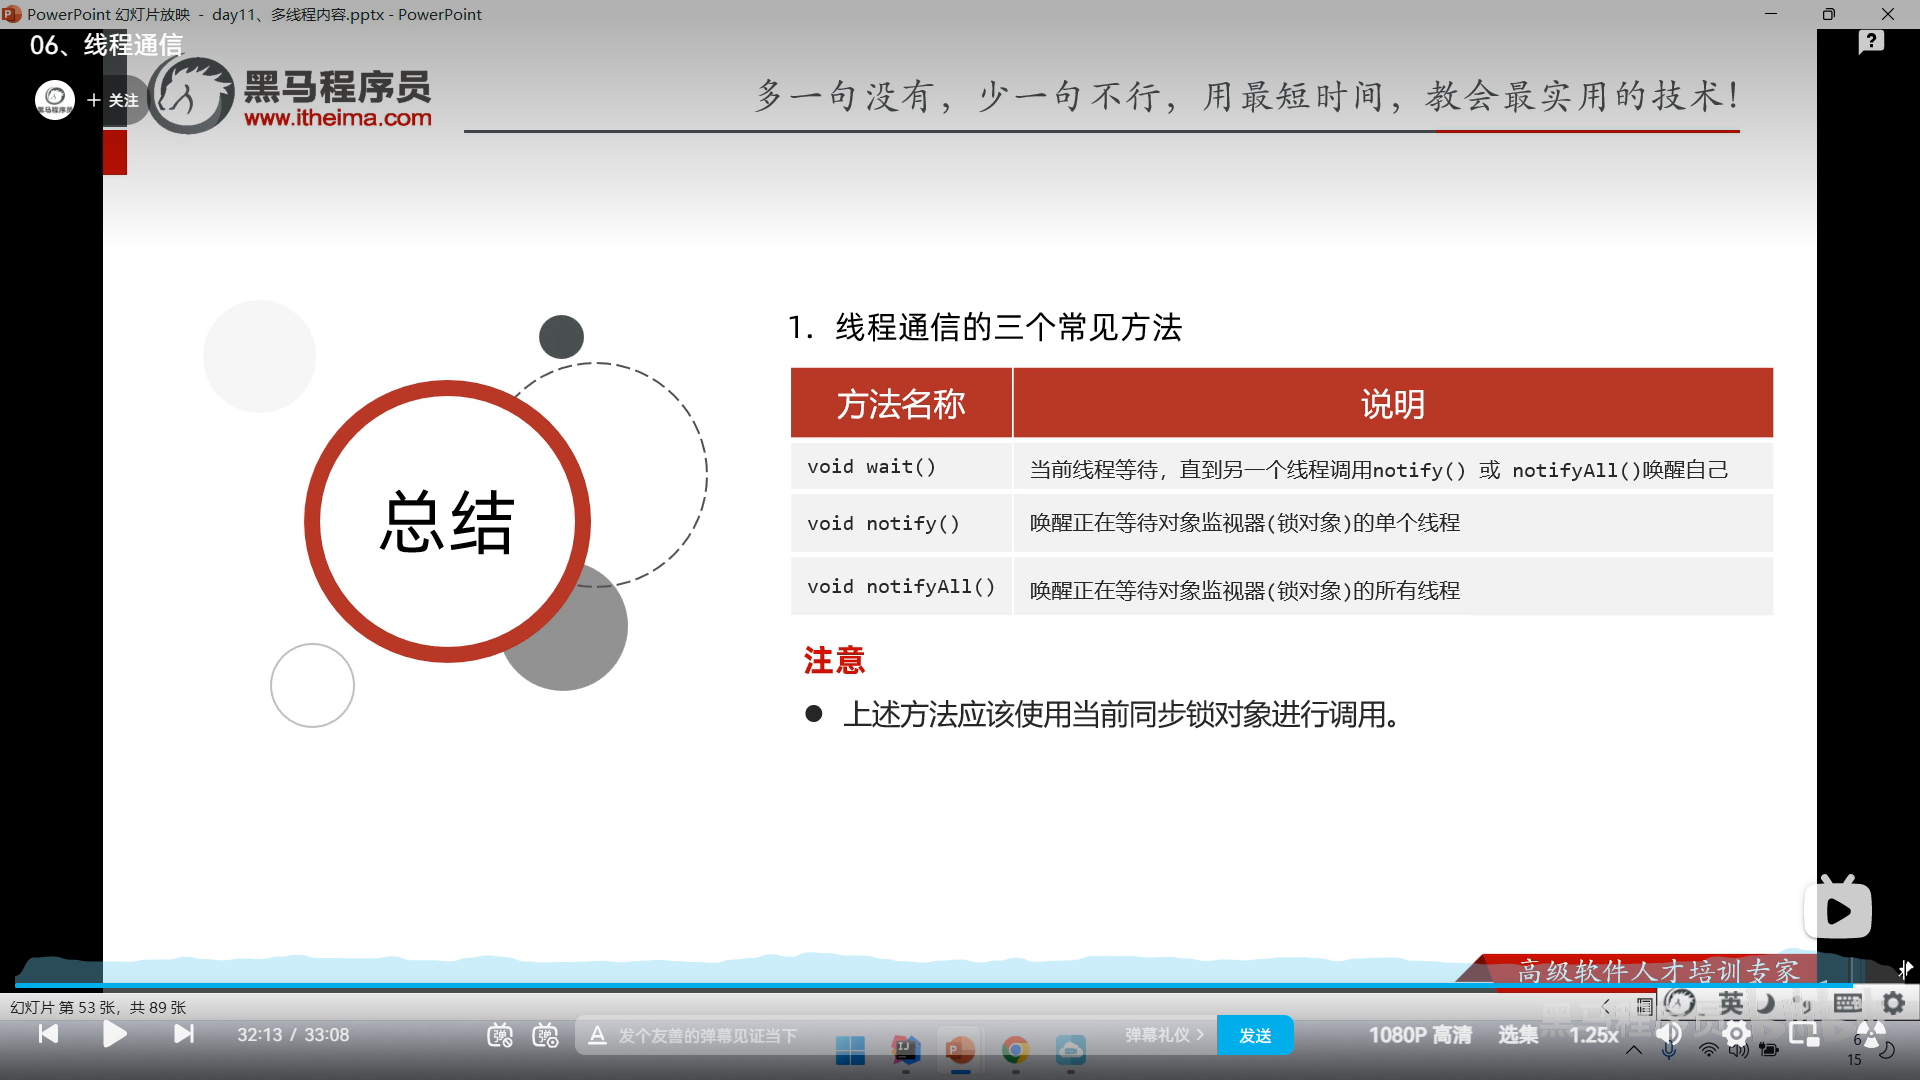 PowerPoint 幻灯片放映 - day11、多线程内容.pptx - PowerPoint
06、线程通信
+ 关注
黑马程序员
www.itheima.com
多一句没有，少一句不行，用最短时间，教会最实用的技术！
总结
1. 线程通信的三个常见方法
方法名称 说明
void wait() 当前线程等待，直到另一个线程调用notify() 或 notifyAll()唤醒自己
void notify() 唤醒正在等待对象监视器(锁对象)的单个线程
void notifyAll() 唤醒正在等待对象监视器(锁对象)的所有线程
注意
● 上述方法应该使用当前同步锁对象进行调用。
高级软件人才培训专家
幻灯片 第 53 张，共 89 张
英
32:13 / 33:08
弹
弹
A 发个友善的弹幕见证当下
弹幕礼仪 >
发送
1080P 高清
选集
1.25x
6
15